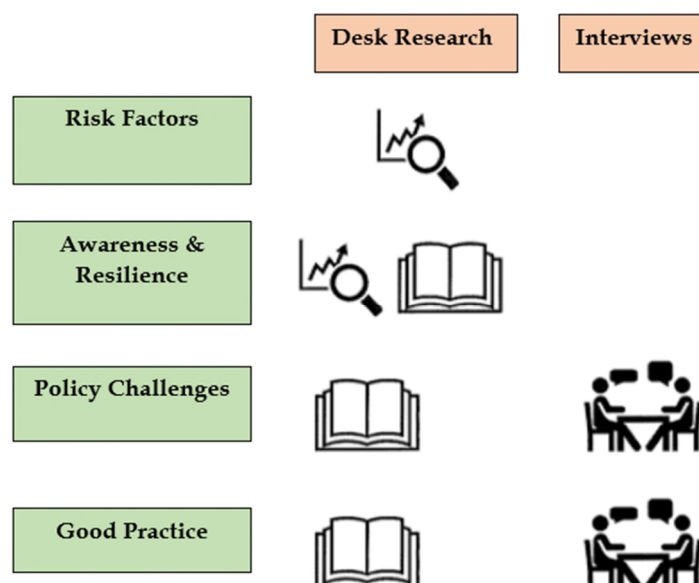 Desk Research
Interviews
Risk Factors
Awareness &
Resilience
Policy Challenges
Good Practice